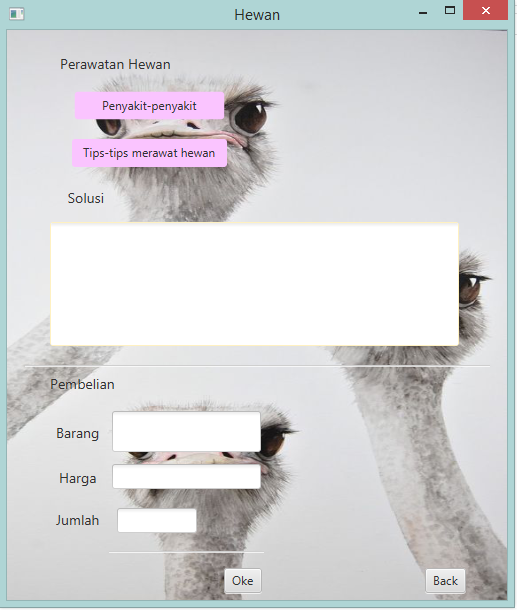 Hewan
Perawatan Hewan
Penyakit-penyakit
Tips-tips merawat hewan
Solusi
Pembelian
Barang
Harga
Jumlah
Oke
Back